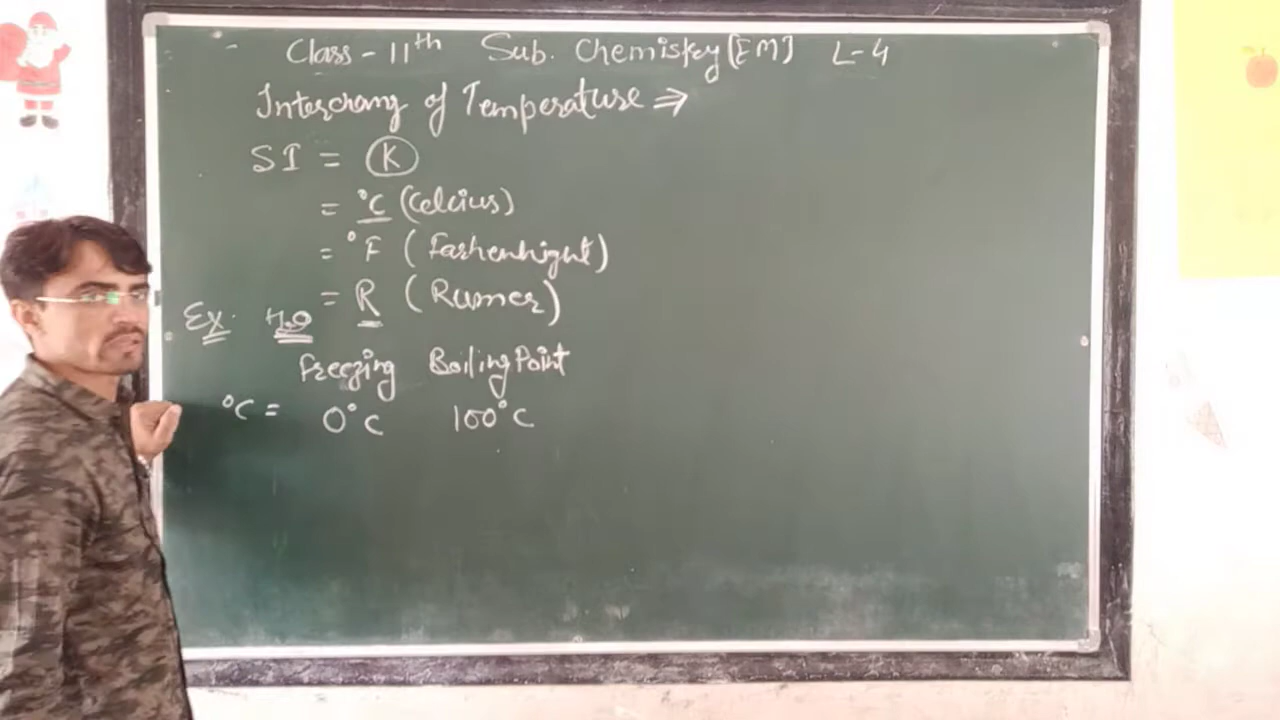 Class - 11th Sub. Chemistry [EM] L-4
Interchang of Temperature ⇒
SI = K
= °C (Celcius)
= °F (Farhenhight)
= R (Rumer)
Ex. H2O
Freezing Boiling Point
°C = 0°C 100°C